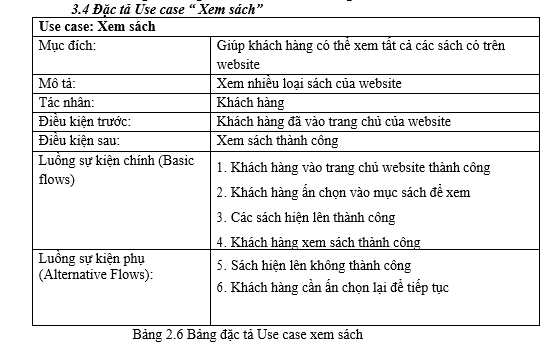 3.4 Đặc tả Use case “ Xem sách”
Use case: Xem sách
Mục đích:
Giúp khách hàng có thể xem tất cả các sách có trên
website
Mô tả:
Xem nhiều loại sách của website
Tác nhân:
Khách hàng
Điều kiện trước:
Khách hàng đã vào trang chủ của website
Điều kiện sau:
Xem sách thành công
Luồng sự kiện chính (Basic
flows)
1. Khách hàng vào trang chủ website thành công
2. Khách hàng ấn chọn vào mục sách để xem
3. Các sách hiện lên thành công
4. Khách hàng xem sách thành công
Luồng sự kiện phụ
(Alternative Flows):
5. Sách hiện lên không thành công
6. Khách hàng cần ấn chọn lại để tiếp tục
Bảng 2.6 Bảng đặc tả Use case xem sách